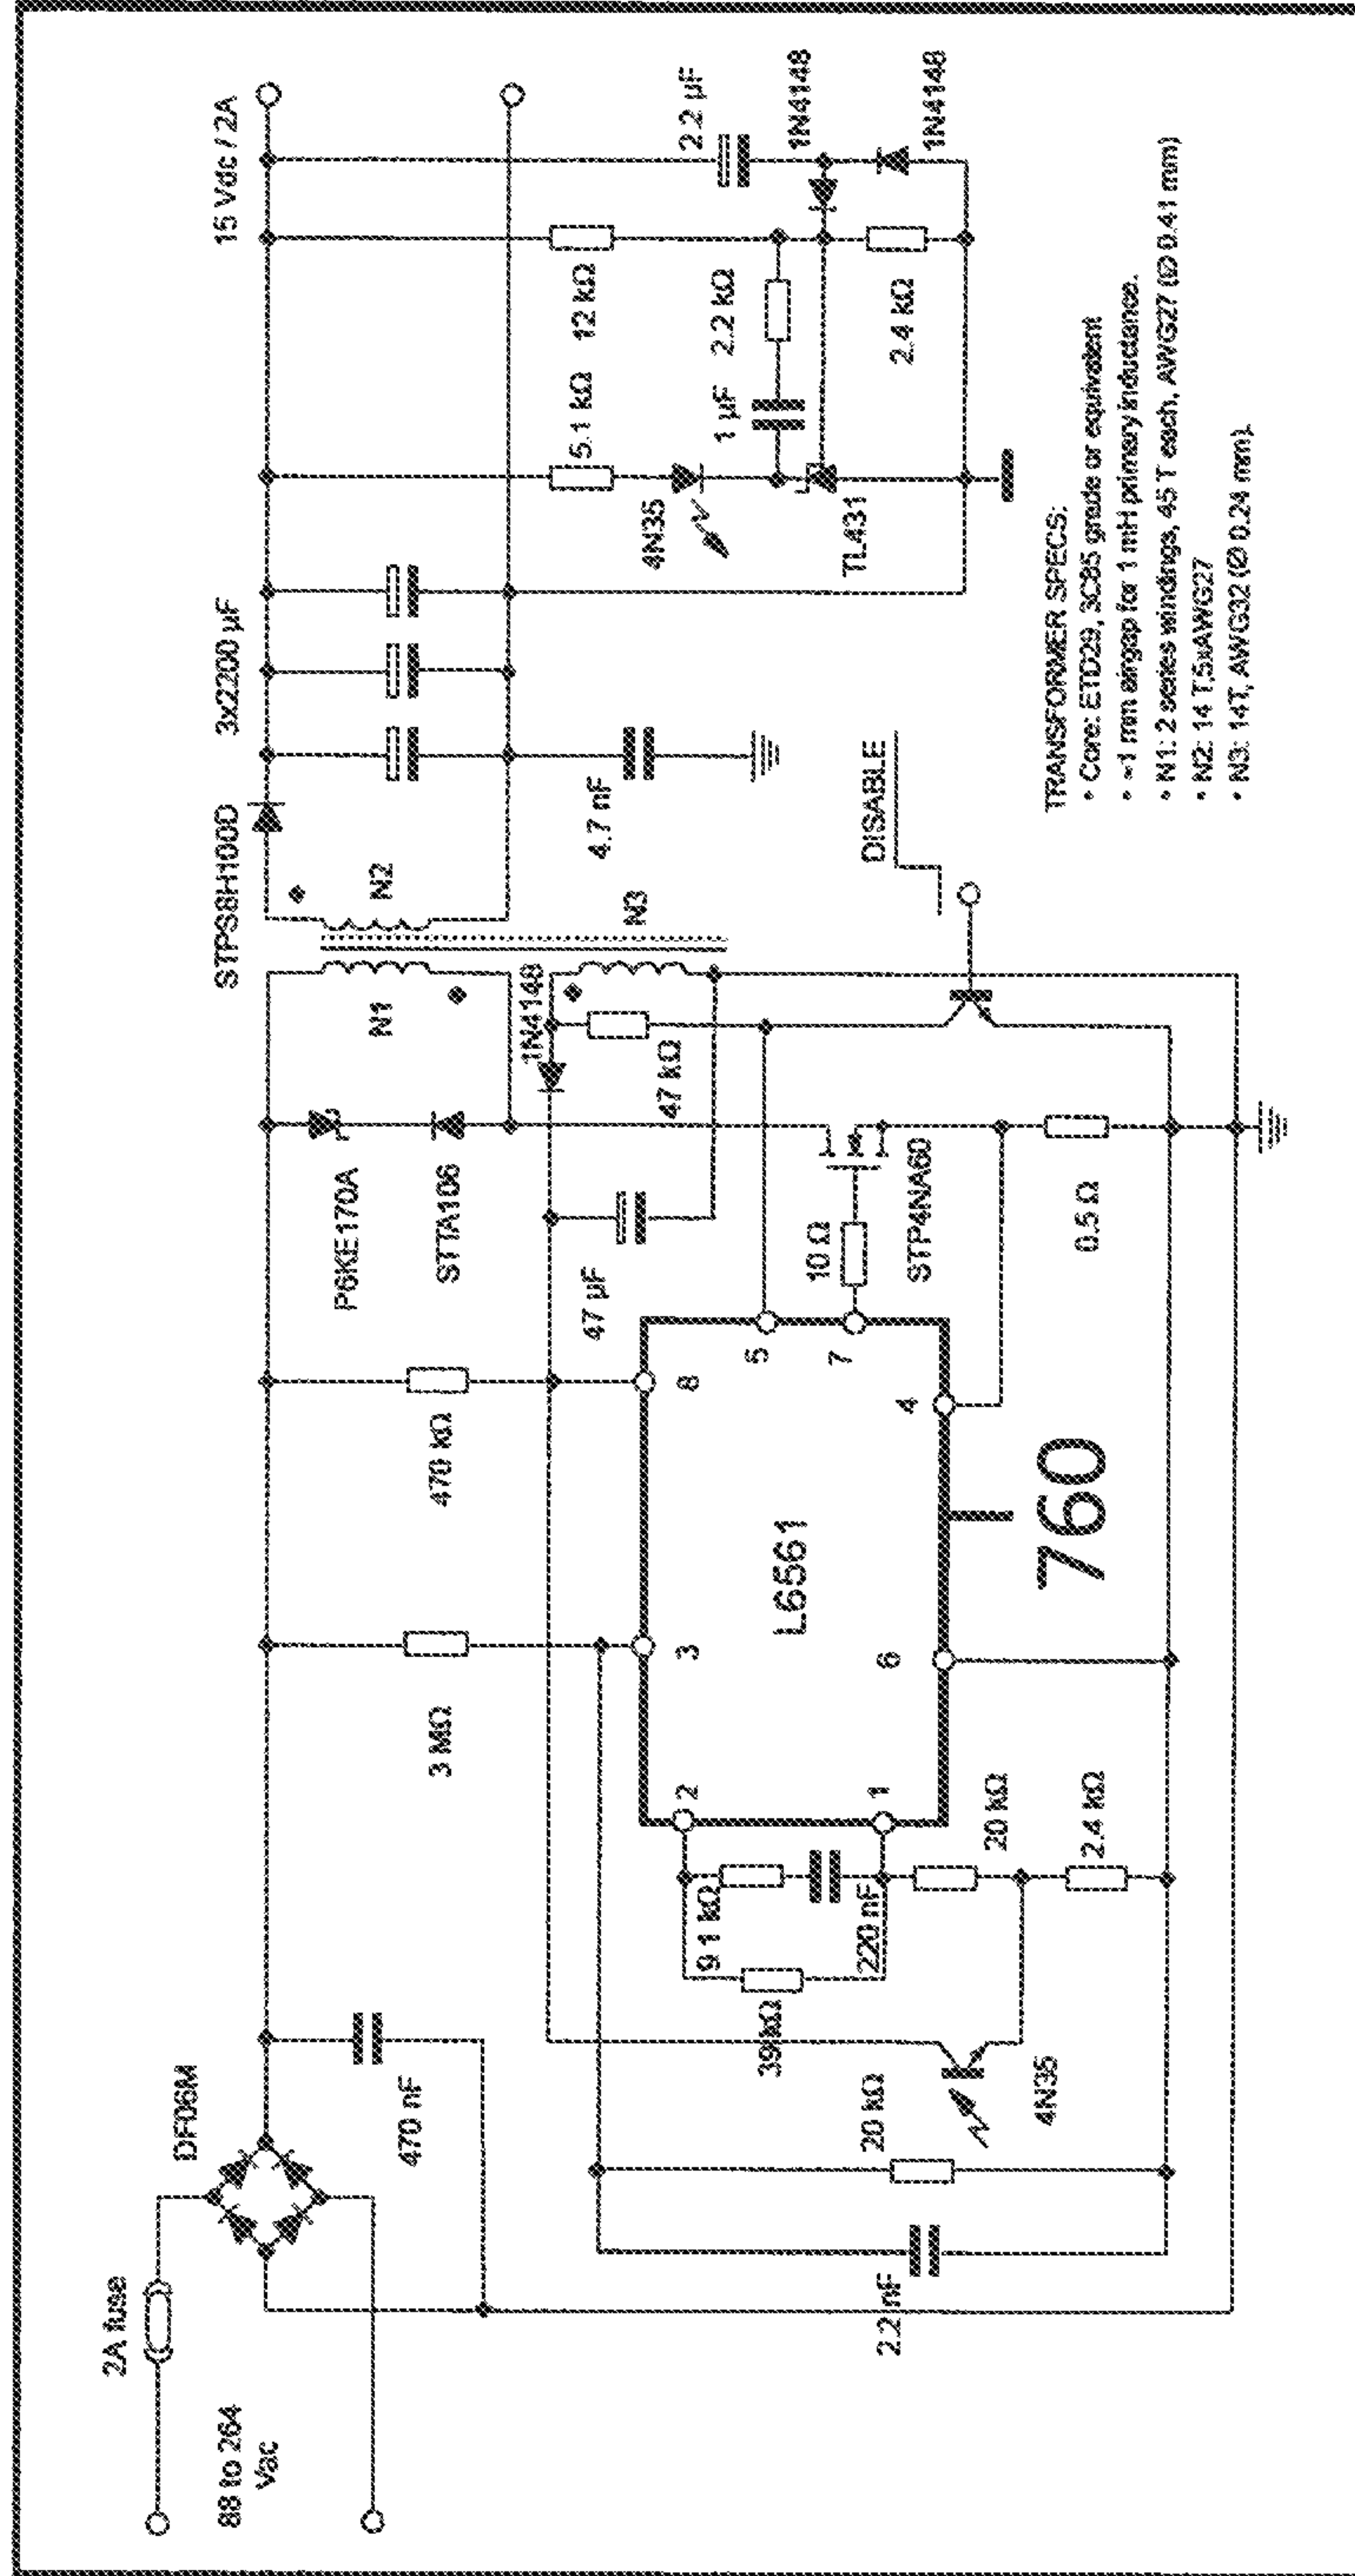 2A fuse
88 to 264
Vac
DF06M
470 nF
3 MΩ
470 kΩ
P6KE170A
STTA106
N1
STPS8H100D
N2
3x2200 µF
15 Vdc / 2A
4.7 nF
N3
1N4148
47 kΩ
47 µF
5.1 kΩ
12 kΩ
2.2 µF
4N35
1 µF
2.2 kΩ
1N4148
1N4148
TL431
2.4 kΩ
DISABLE
10 Ω
STP4NA60
0.5 Ω
L6561
8
3
2
1
5
7
4
6
9.1 kΩ
220 nF
39 kΩ
20 kΩ
2.4 kΩ
4N35
20 kΩ
2.2 nF
760
TRANSFORMER SPECS:
• Core: ETD29, 3C85 grade or equivalent
• ≈1 mm airgap for 1 mH primary inductance.
• N1: 2 series windings, 45 T each, AWG27 (Ø 0.41 mm)
• N2: 14 T,5xAWG27
• N3: 14T, AWG32 (Ø 0.24 mm).